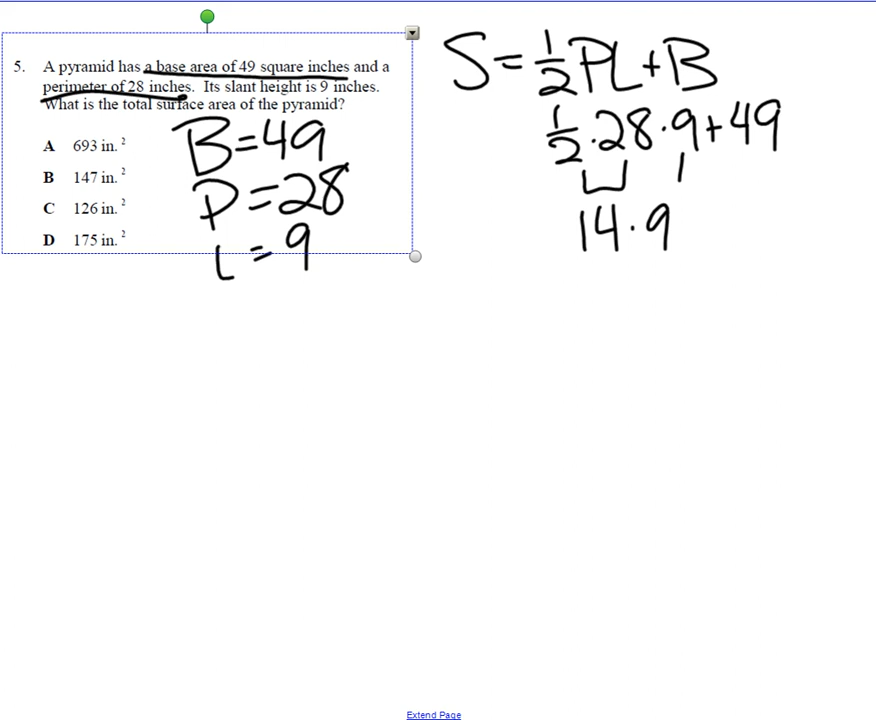 5. A pyramid has a base area of 49 square inches and a
perimeter of 28 inches. Its slant height is 9 inches.
What is the total surface area of the pyramid?
A 693 in.²
B 147 in.²
C 126 in.²
D 175 in.²
B=49
P=28
L=9
S=½PL+B
½·28·9+49
14·9
Extend Page